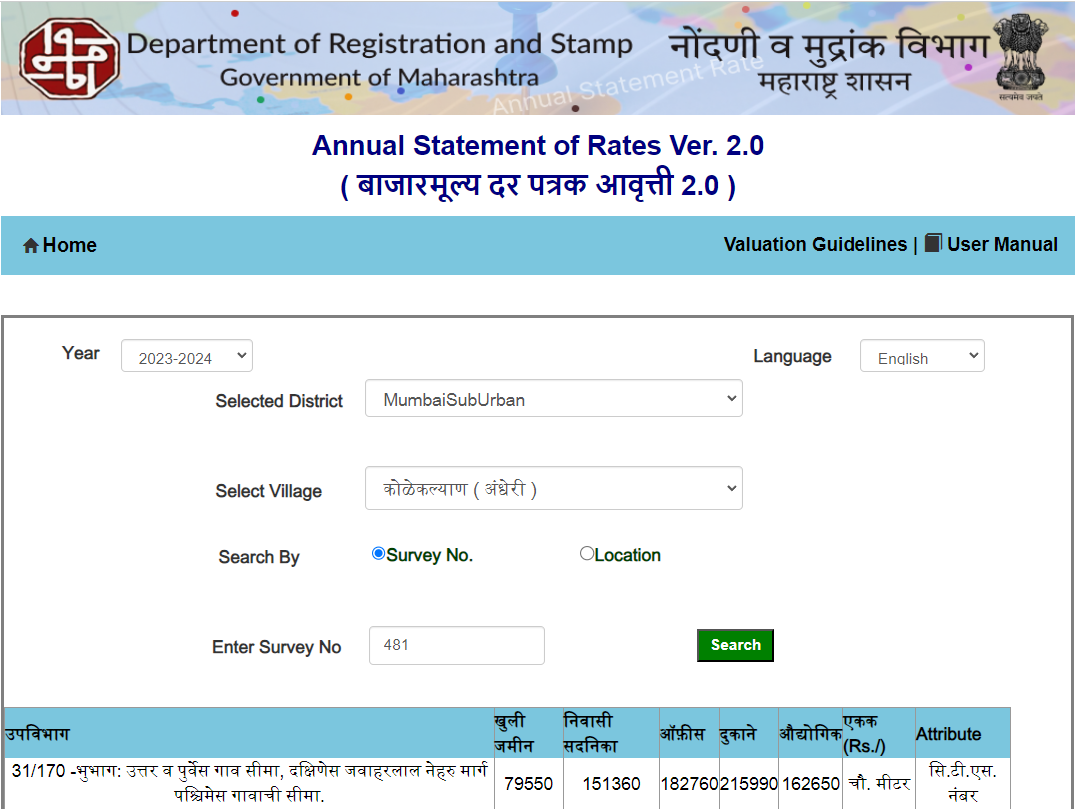 Department of Registration and Stamp
Government of Maharashtra
नोंदणी व मुद्रांक विभाग
महाराष्ट्र शासन
सत्यमेव जयते
Annual Statement Rate
Annual Statement of Rates Ver. 2.0
( बाजारमूल्य दर पत्रक आवृत्ती 2.0 )
Home
Valuation Guidelines | User Manual
Year 2023-2024 Language English
Selected District MumbaiSubUrban
Select Village कोळेकल्याण ( अंधेरी )
Search By Survey No. Location
Enter Survey No 481 Search
उपविभाग खुली जमीन निवासी सदनिका ऑफ़ीस दुकाने औद्योगिक एकक (Rs./) Attribute
31/170 -भुभाग: उत्तर व पुर्वेस गाव सीमा, दक्षिणेस जवाहरलाल नेहरु मार्ग
पश्चिमेस गावाची सीमा. 79550 151360 182760 215990 162650 चौ. मीटर सि.टी.एस. नंबर